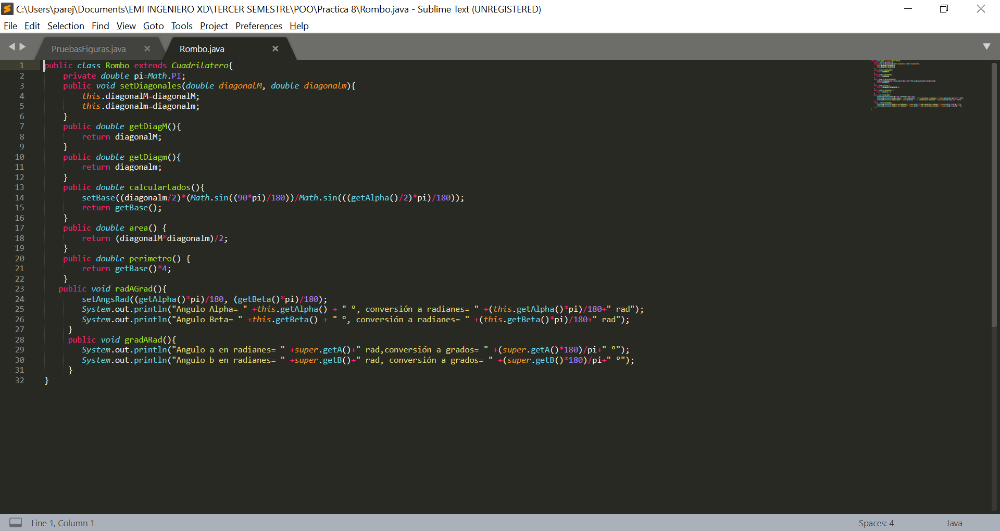 C:\Users\parej\Documents\EMI INGENIERO XD\TERCER SEMESTRE\POO\Practica 8\Rombo.java - Sublime Text (UNREGISTERED)
File Edit Selection Find View Goto Tools Project Preferences Help
PruebasFiguras.java Rombo.java
1 public class Rombo extends Cuadrilatero{
2     private double pi=Math.PI;
3     public void setDiagonales(double diagonalM, double diagonalm){
4         this.diagonalM=diagonalM;
5         this.diagonalm=diagonalm;
6     }
7     public double getDiagM(){
8         return diagonalM;
9     }
10     public double getDiagm(){
11         return diagonalm;
12     }
13     public double calcularLados(){
14         setBase((diagonalm/2)*(Math.sin((90*pi)/180))/Math.sin(((getAlpha()/2)*pi)/180));
15         return getBase();
16     }
17     public double area() {
18         return (diagonalM*diagonalm)/2;
19     }
20     public double perimetro() {
21         return getBase()*4;
22     }
23    public void radAGrad(){
24         setAngsRad((getAlpha()*pi)/180, (getBeta()*pi)/180);
25         System.out.println("Angulo Alpha= " +this.getAlpha() + " º, conversión a radianes= " +(this.getAlpha()*pi)/180+" rad");
26         System.out.println("Angulo Beta= " +this.getBeta() + " º, conversión a radianes= " +(this.getBeta()*pi)/180+" rad");
27      }
28      public void gradARad(){
29         System.out.println("Angulo a en radianes= " +super.getA()+" rad,conversión a grados= " +(super.getA()*180)/pi+" º");
30         System.out.println("Angulo b en radianes= " +super.getB()+" rad, conversión a grados= " +(super.getB()*180)/pi+" º");
31      }
32 }
Line 1, Column 1 Spaces: 4 Java